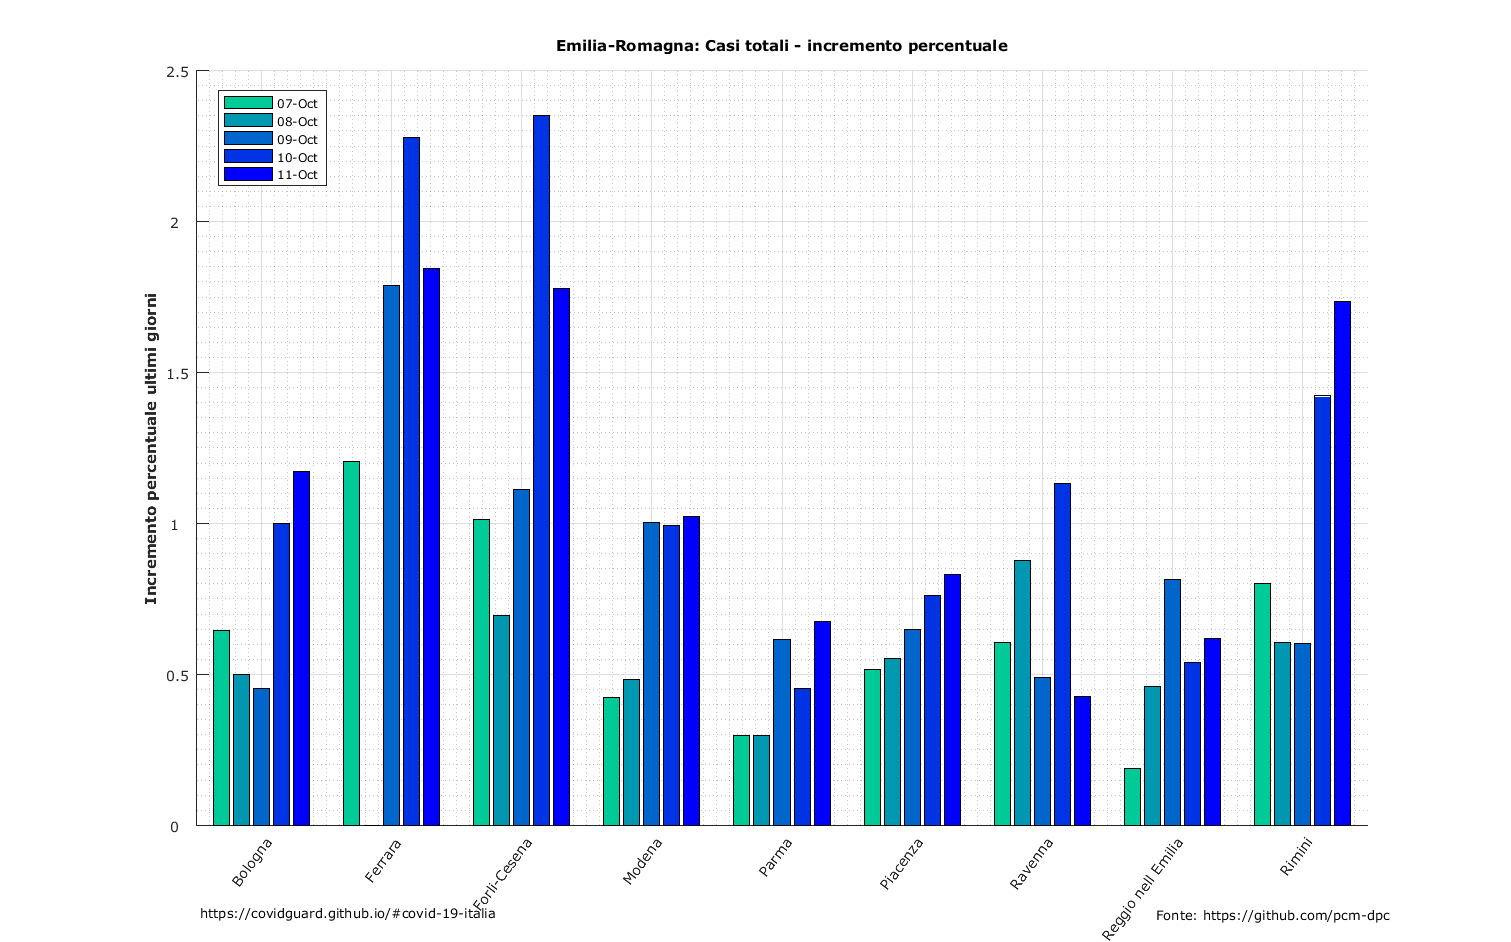 Emilia-Romagna: Casi totali - incremento percentuale
Incremento percentuale ultimi giorni
2.5
2
1.5
1
0.5
0
07-Oct
08-Oct
09-Oct
10-Oct
11-Oct
Bologna
Ferrara
Forlì-Cesena
Modena
Parma
Piacenza
Ravenna
Reggio nell Emilia
Rimini
https://covidguard.github.io/#covid-19-italia
Fonte: https://github.com/pcm-dpc